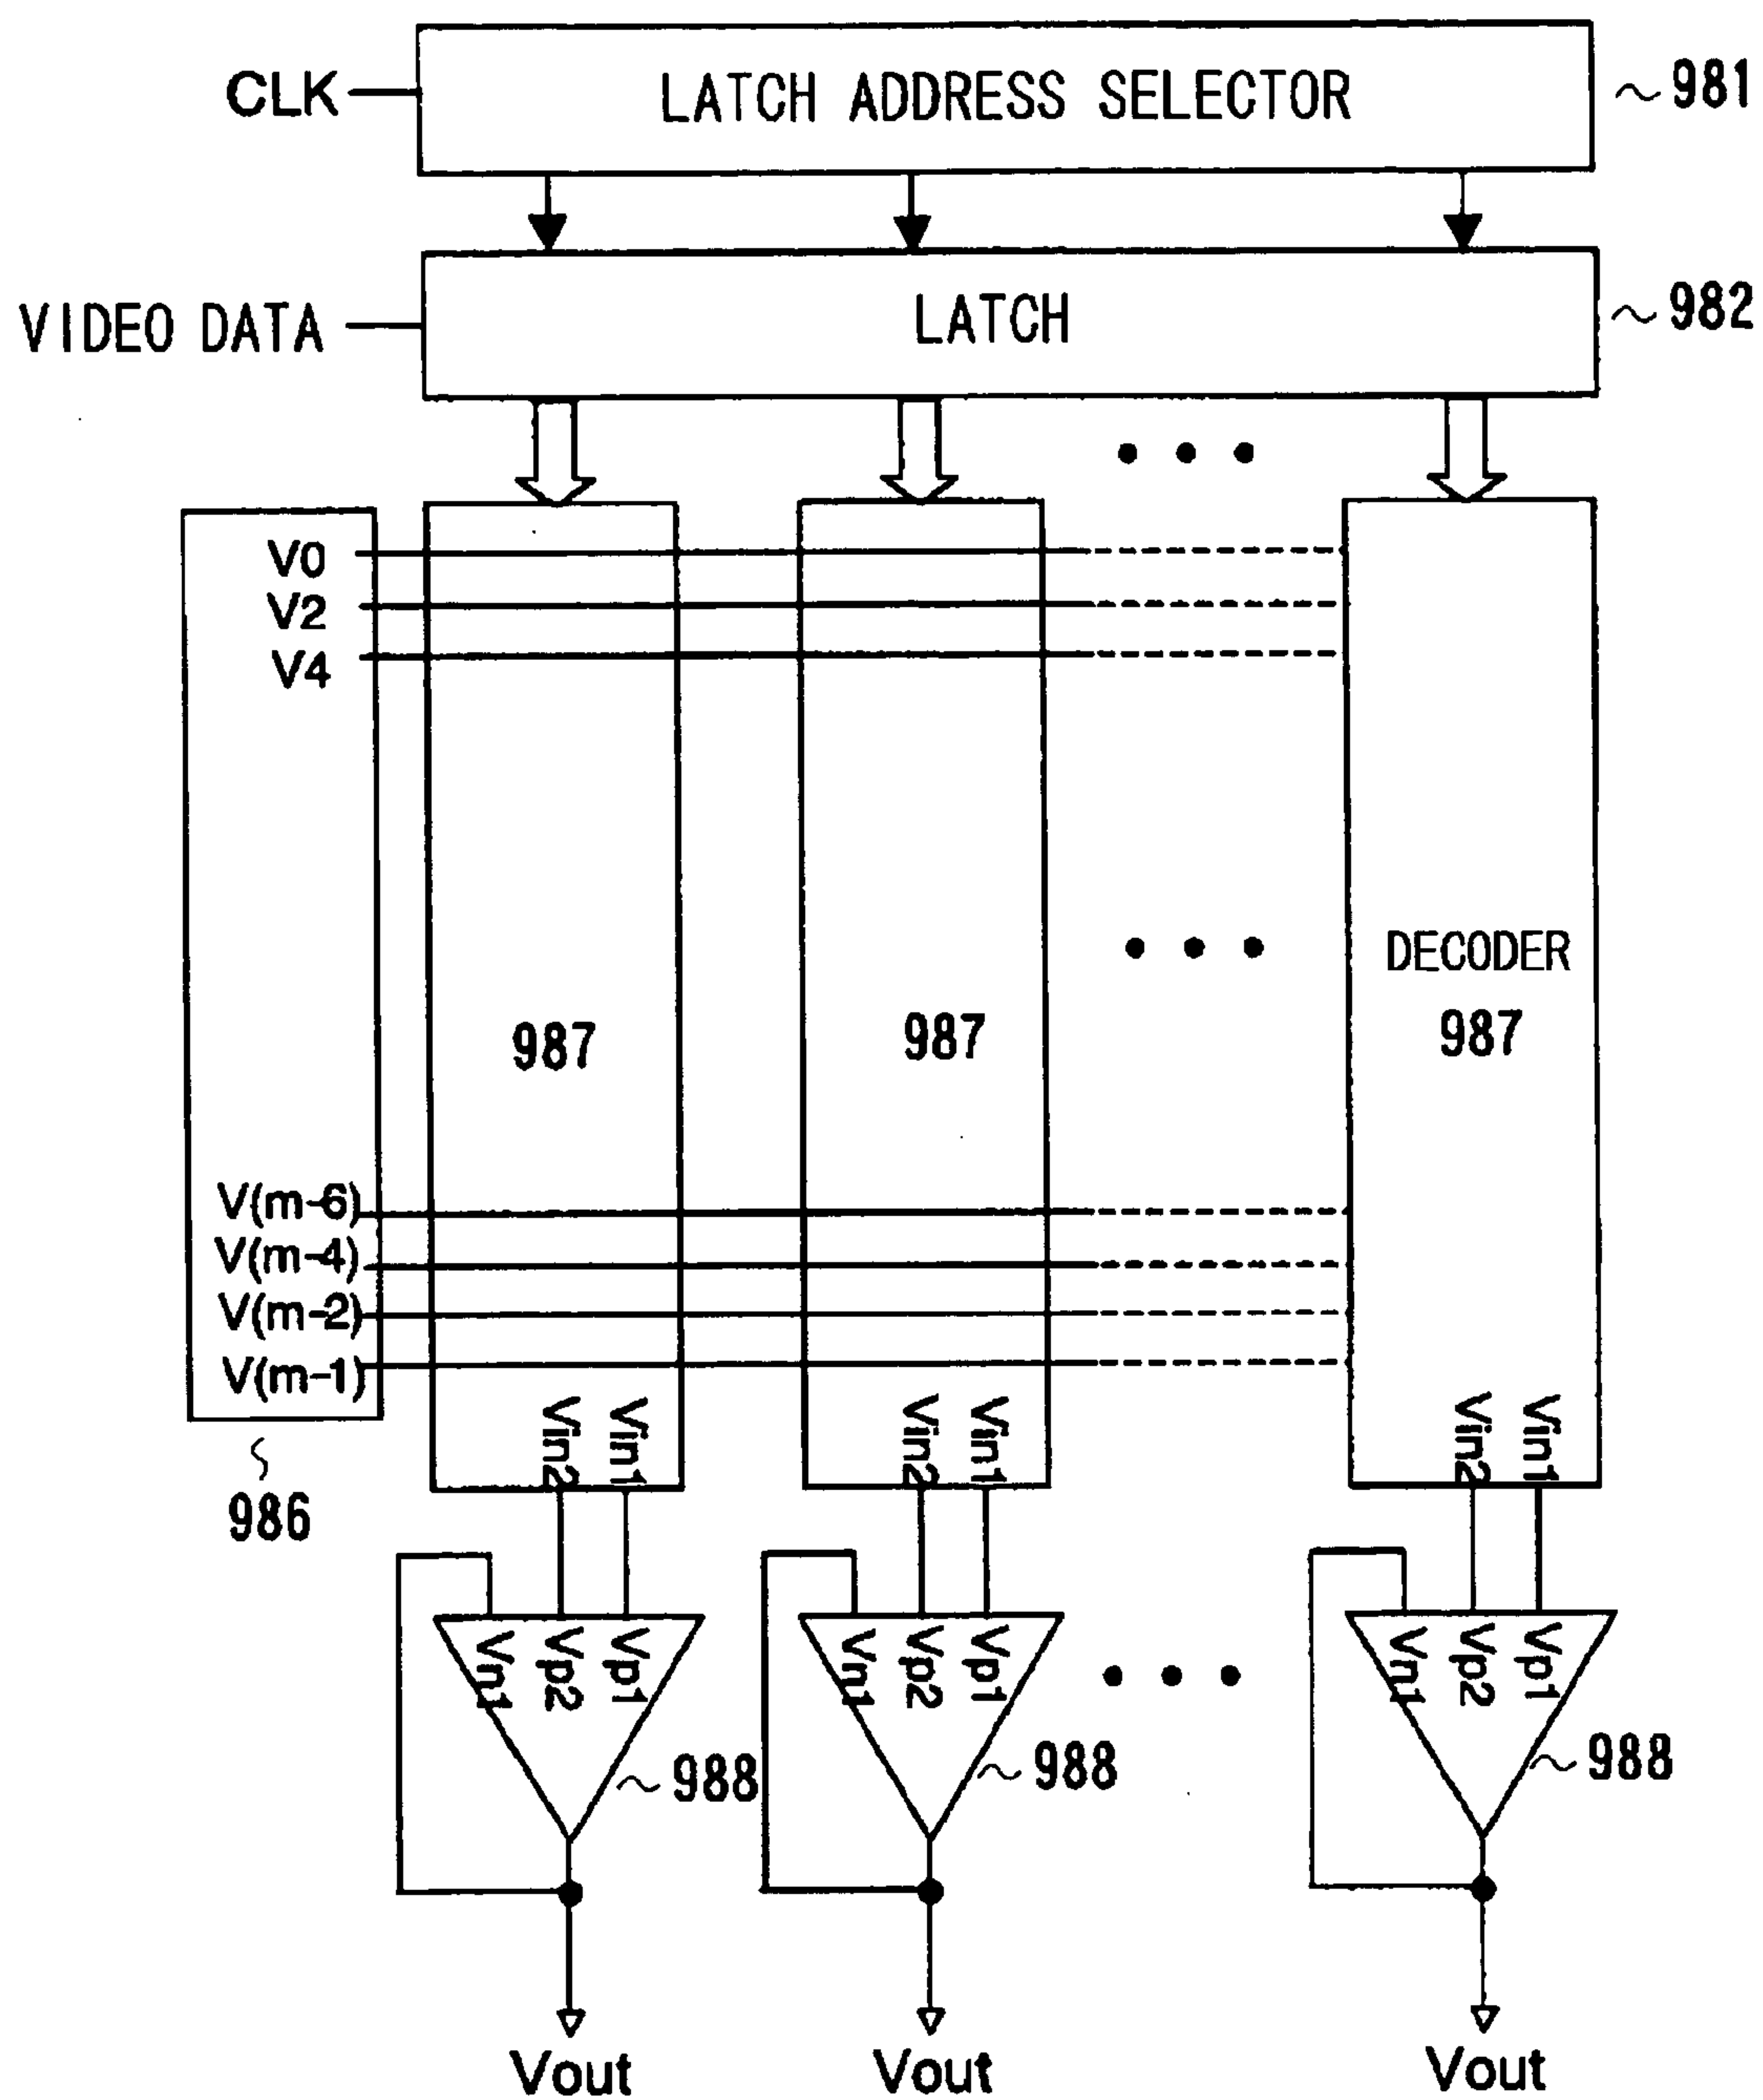 CLK
LATCH ADDRESS SELECTOR
981
VIDEO DATA
LATCH
982
V0
V2
V4
DECODER
987
987
987
V(m-6)
V(m-4)
V(m-2)
V(m-1)
986
Vin2
Vin1
Vin2
Vin1
Vin2
Vin1
Vn1
Vp2
Vp1
Vn1
Vp2
Vp1
Vn1
Vp2
Vp1
988
988
988
Vout
Vout
Vout